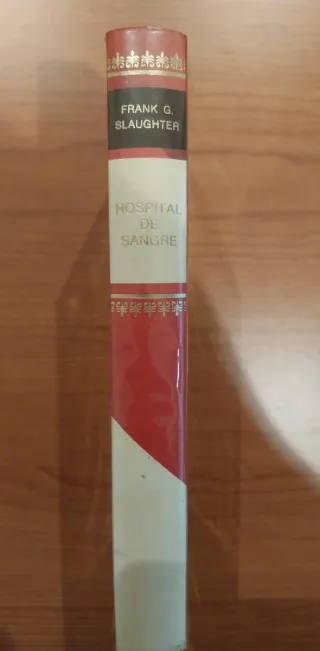 FRANK G.
SLAUGHTER
HOSPITAL
DE
SANGRE